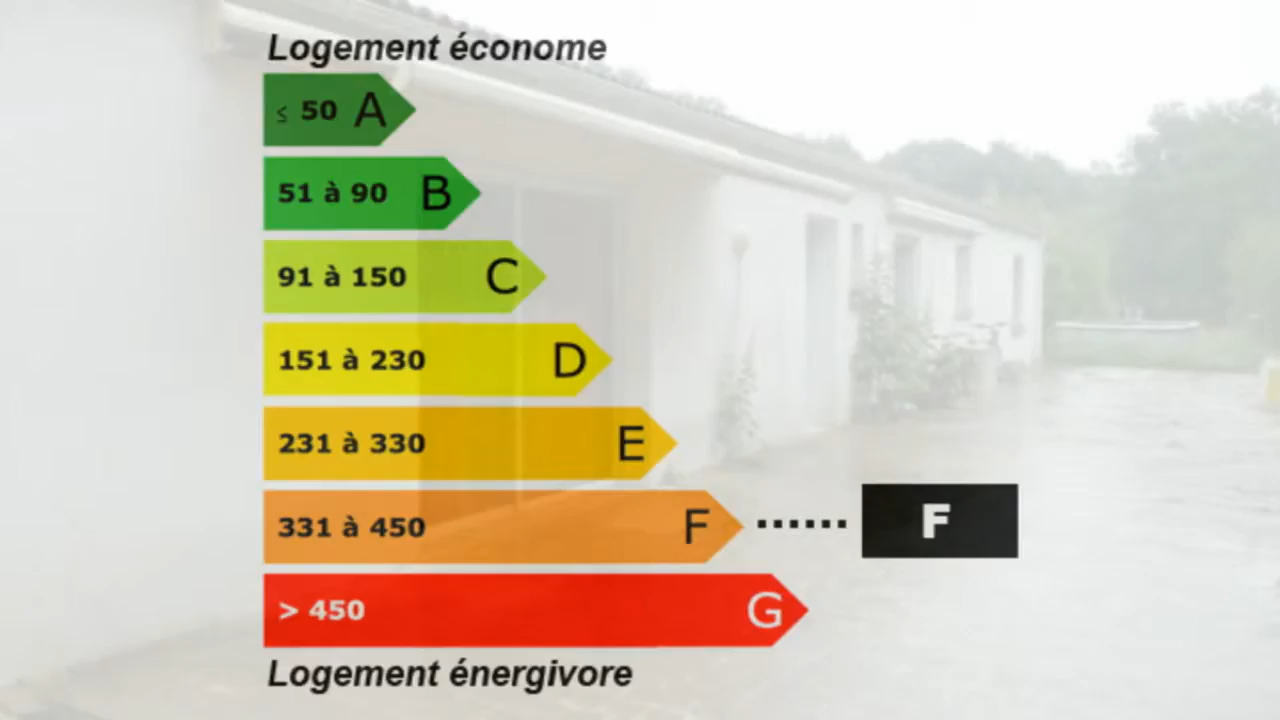 Logement économe
≤ 50 A
51 à 90 B
91 à 150 C
151 à 230 D
231 à 330 E
331 à 450 F
F
> 450 G
Logement énergivore